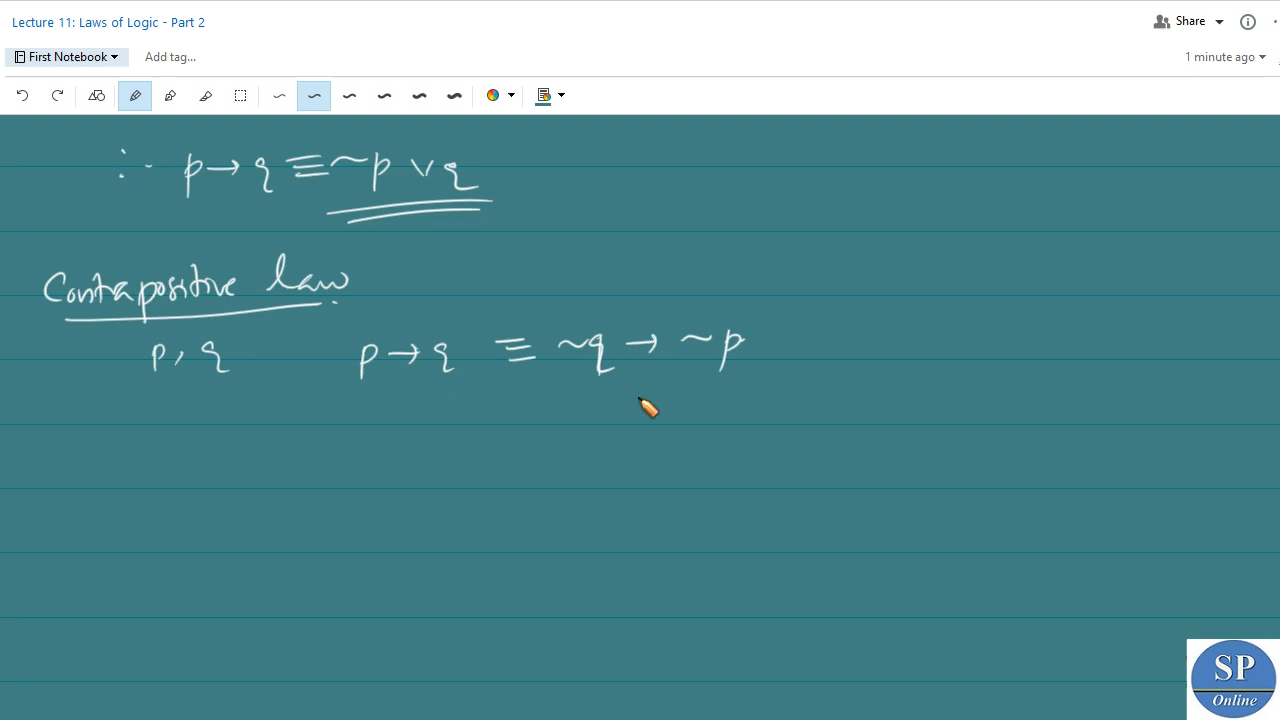 Lecture 11: Laws of Logic - Part 2
Share
First Notebook
Add tag...
1 minute ago
∴ p → q ≡ ~p ∨ q
Contrapositive law.
p, q p → q ≡ ~q → ~p
SP
Online